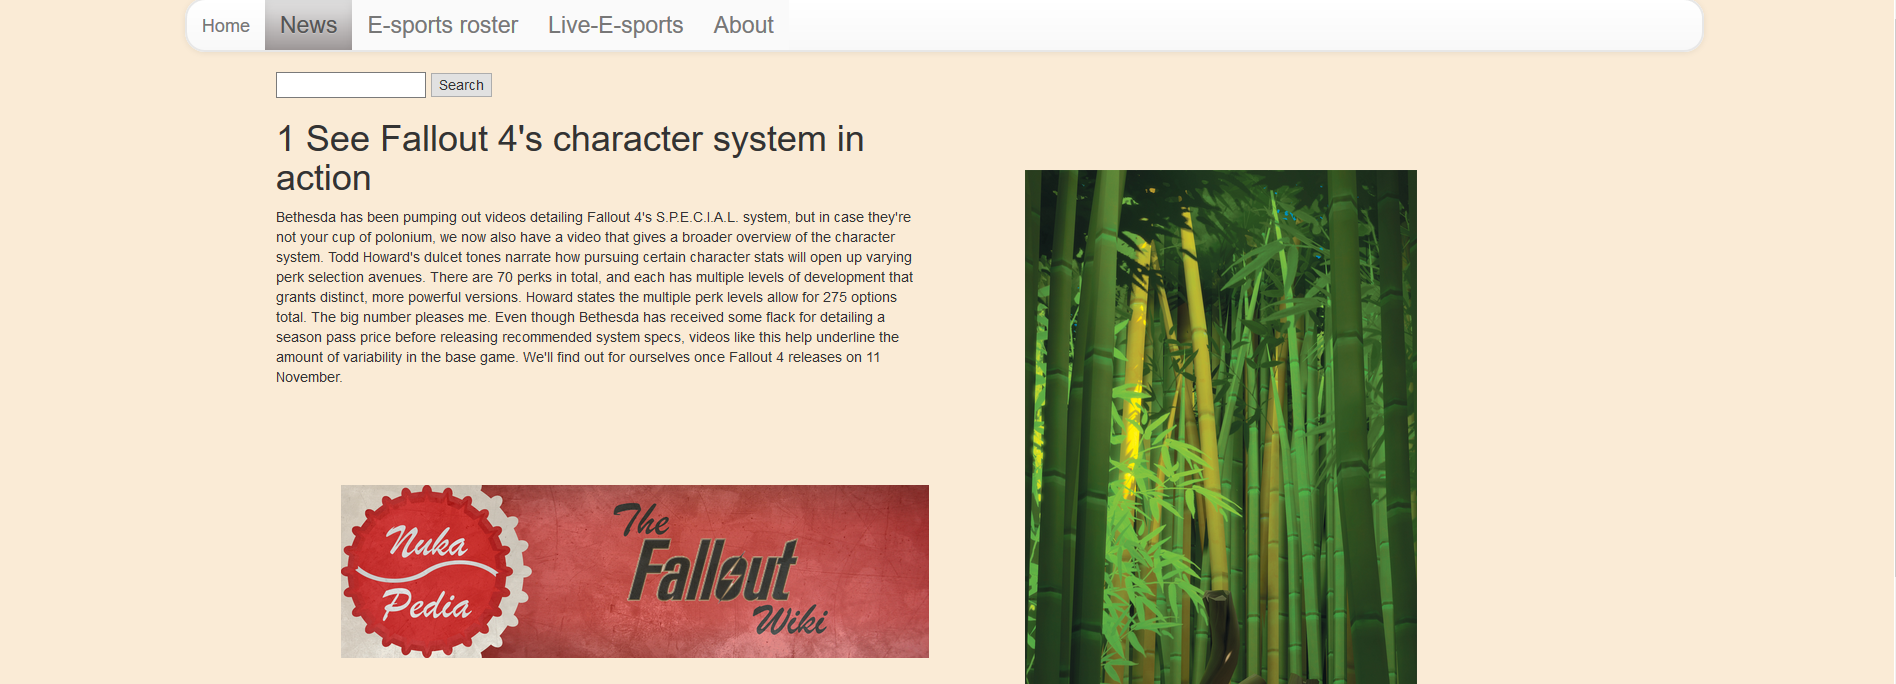 Home News E-sports roster Live-E-sports About
Search
1 See Fallout 4's character system in
action
Bethesda has been pumping out videos detailing Fallout 4's S.P.E.C.I.A.L. system, but in case they're
not your cup of polonium, we now also have a video that gives a broader overview of the character
system. Todd Howard's dulcet tones narrate how pursuing certain character stats will open up varying
perk selection avenues. There are 70 perks in total, and each has multiple levels of development that
grants distinct, more powerful versions. Howard states the multiple perk levels allow for 275 options
total. The big number pleases me. Even though Bethesda has received some flack for detailing a
season pass price before releasing recommended system specs, videos like this help underline the
amount of variability in the base game. We'll find out for ourselves once Fallout 4 releases on 11
November.
Nuka
Pedia
The
Fallout
Wiki